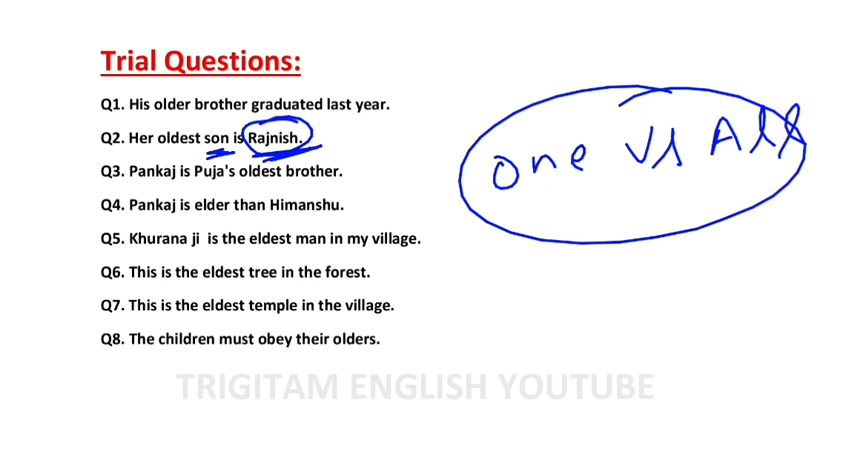 Trial Questions:
Q1. His older brother graduated last year.
Q2. Her oldest son is Rajnish.
Q3. Pankaj is Puja's oldest brother.
Q4. Pankaj is elder than Himanshu.
Q5. Khurana ji is the eldest man in my village.
Q6. This is the eldest tree in the forest.
Q7. This is the eldest temple in the village.
Q8. The children must obey their olders.
One Vs All
TRIGITAM ENGLISH YOUTUBE